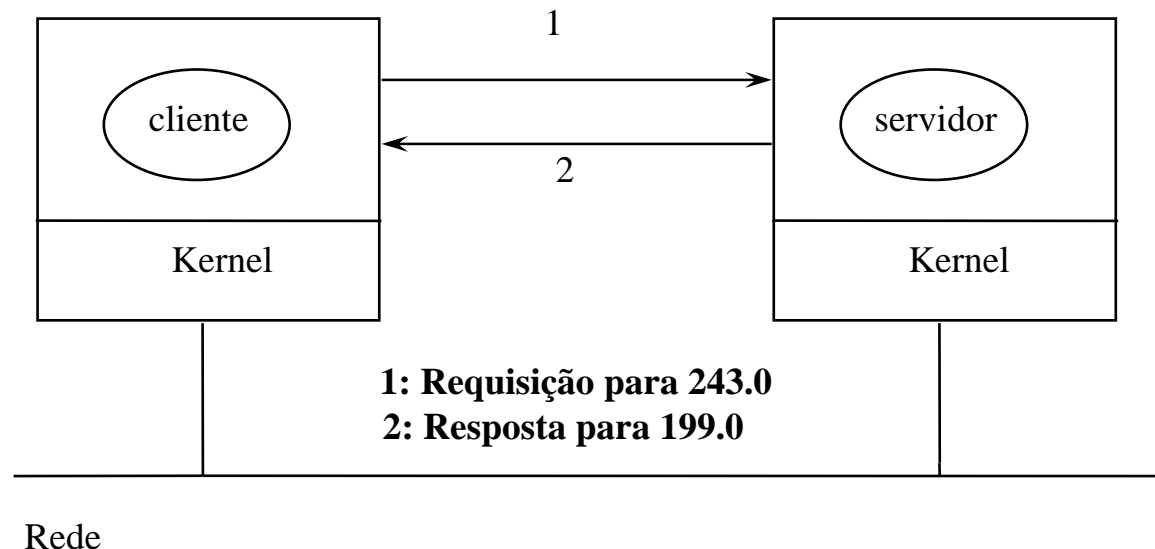 1
cliente
servidor
2
Kernel
Kernel
1: Requisição para 243.0
2: Resposta para 199.0
Rede